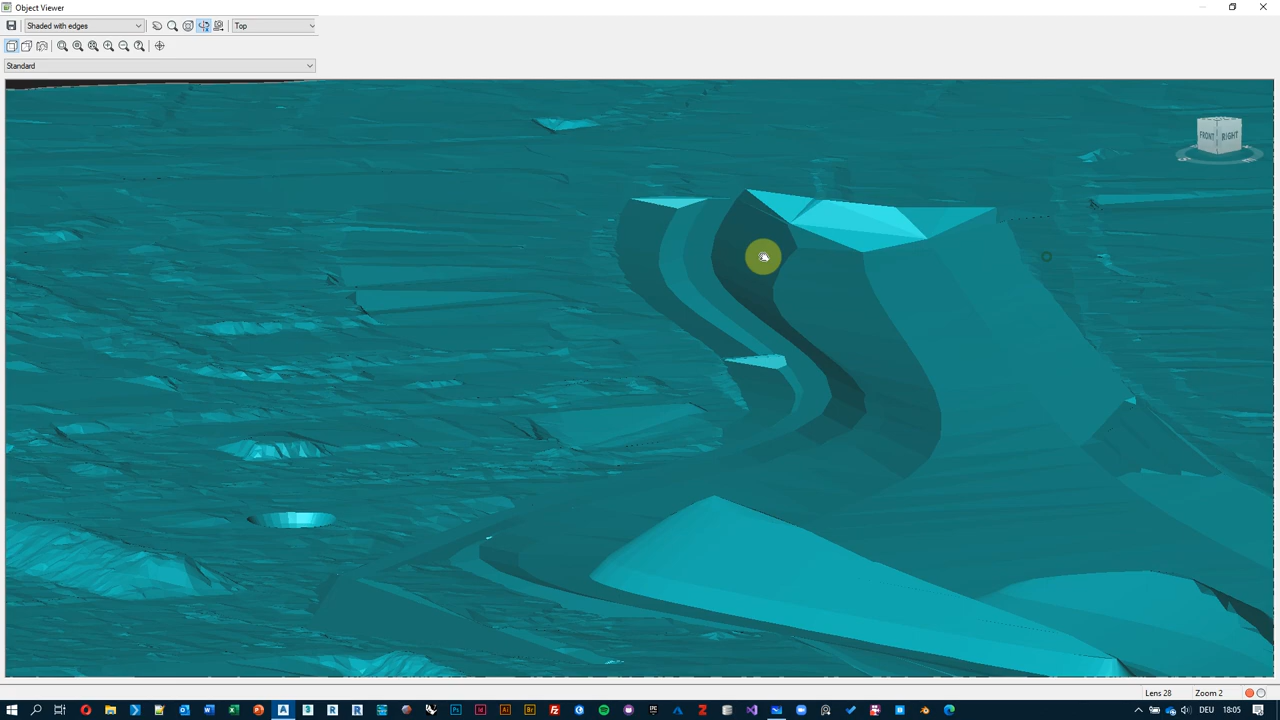 Object Viewer
Shaded with edges
Top
Standard
FRONT
RIGHT
Lens 28
Zoom 2
DEU
18:05